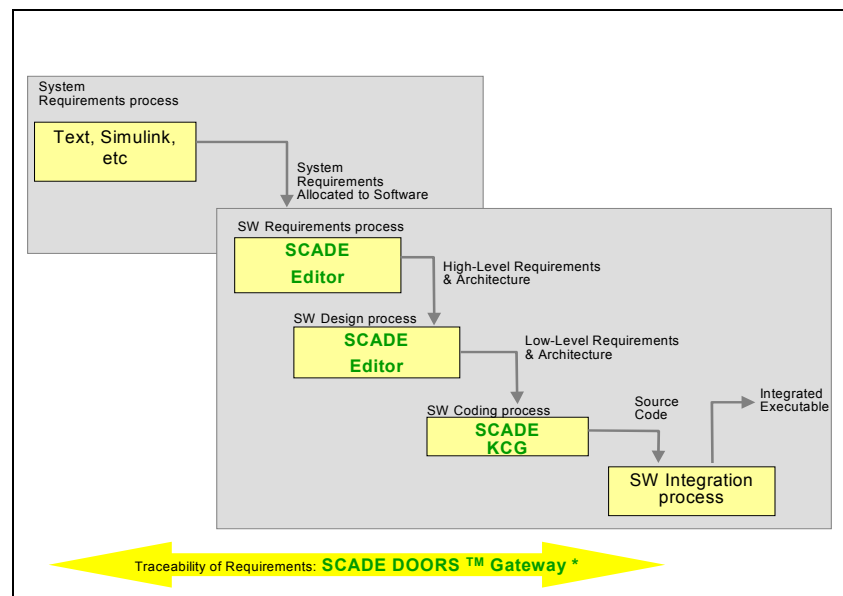 System
Requirements process
Text, Simulink,
etc
System
Requirements
Allocated to Software
SW Requirements process
SCADE
Editor
High-Level Requirements
& Architecture
SW Design process
SCADE
Editor
Low-Level Requirements
& Architecture
SW Coding process
SCADE
KCG
Source
Code
Integrated
Executable
SW Integration
process
Traceability of Requirements: SCADE DOORS ™ Gateway *